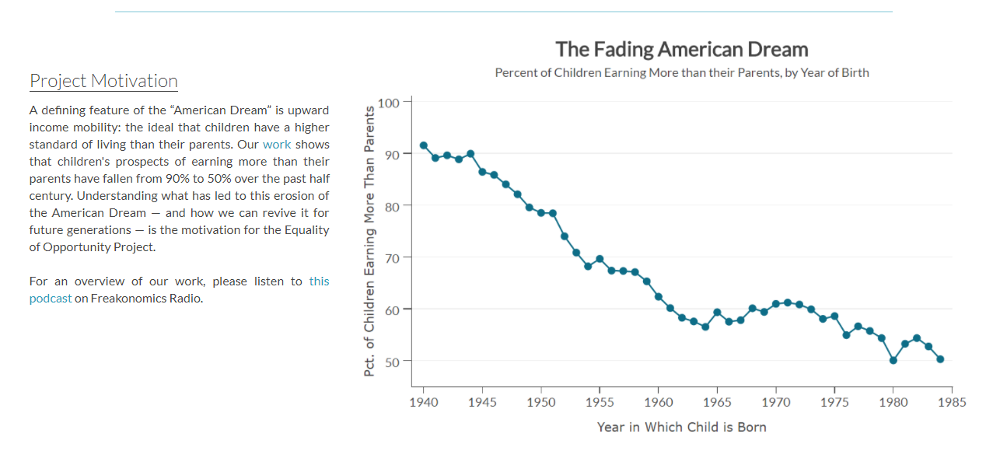 Project Motivation
A defining feature of the “American Dream” is upward
income mobility: the ideal that children have a higher
standard of living than their parents. Our work shows
that children's prospects of earning more than their
parents have fallen from 90% to 50% over the past half
century. Understanding what has led to this erosion of
the American Dream — and how we can revive it for
future generations — is the motivation for the Equality
of Opportunity Project.
For an overview of our work, please listen to this
podcast on Freakonomics Radio.
The Fading American Dream
Percent of Children Earning More than their Parents, by Year of Birth
Pct. of Children Earning More Than Parents
100
90
80
70
60
50
1940 1945 1950 1955 1960 1965 1970 1975 1980 1985
Year in Which Child is Born